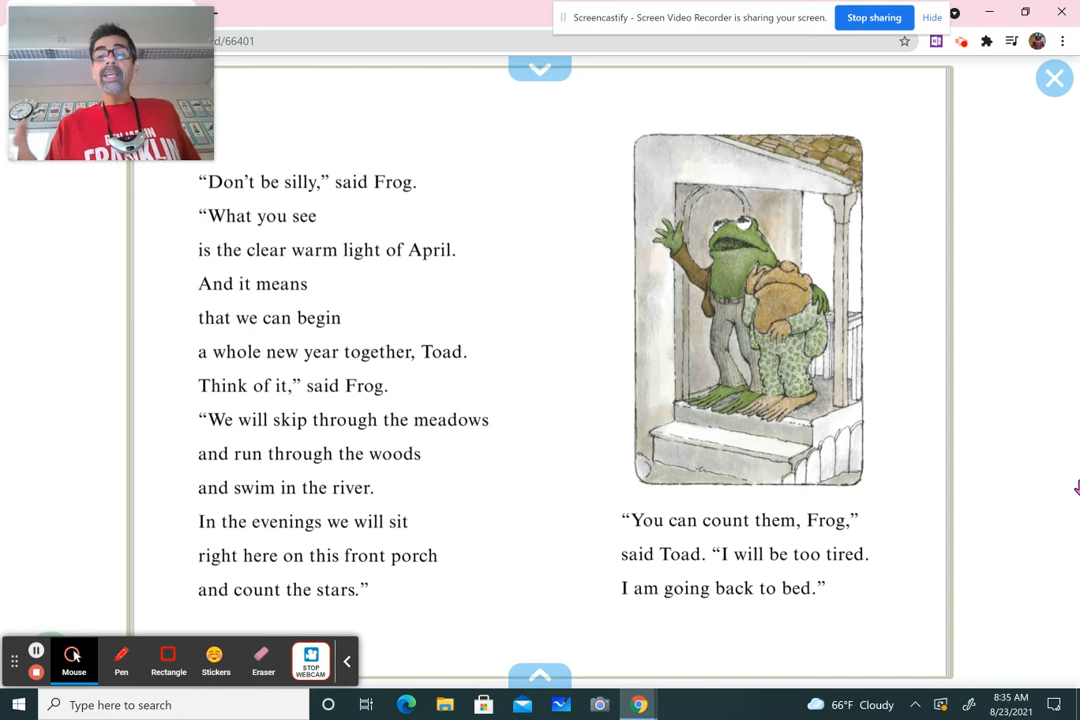 Screencastify - Screen Video Recorder is sharing your screen.
Stop sharing
Hide
d/66401
FRANKLIN
“Don’t be silly,” said Frog.
“What you see
is the clear warm light of April.
And it means
that we can begin
a whole new year together, Toad.
Think of it,” said Frog.
“We will skip through the meadows
and run through the woods
and swim in the river.
In the evenings we will sit
right here on this front porch
and count the stars.”
“You can count them, Frog,”
said Toad. “I will be too tired.
I am going back to bed.”
Mouse
Pen
Rectangle
Stickers
Eraser
STOP
WEBCAM
Type here to search
66°F Cloudy
8:35 AM
8/23/2021